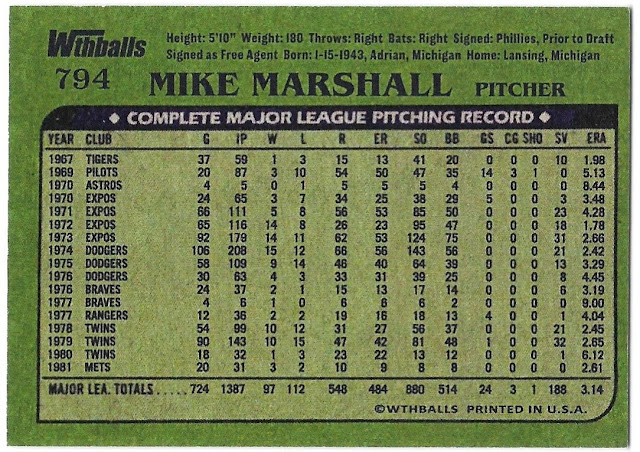 Wthballs
Height: 5'10" Weight: 180 Throws: Right Bats: Right Signed: Phillies, Prior to Draft
Signed as Free Agent Born: 1-15-1943, Adrian, Michigan Home: Lansing, Michigan
794 MIKE MARSHALL PITCHER
◆ COMPLETE MAJOR LEAGUE PITCHING RECORD ◆
YEAR CLUB G IP W L R ER SO BB GS CG SHO SV ERA
1967 TIGERS 37 59 1 3 15 13 41 20 0 0 0 10 1.98
1969 PILOTS 20 87 3 10 54 50 47 35 14 3 1 0 5.13
1970 ASTROS 4 5 0 1 5 5 5 4 0 0 0 0 8.44
1970 EXPOS 24 65 3 7 34 25 38 29 5 0 0 3 3.48
1971 EXPOS 66 111 5 8 56 53 85 50 0 0 0 23 4.28
1972 EXPOS 65 116 14 8 26 23 95 47 0 0 0 18 1.78
1973 EXPOS 92 179 14 11 62 53 124 75 0 0 0 31 2.66
1974 DODGERS 106 208 15 12 66 56 143 56 0 0 0 21 2.42
1975 DODGERS 58 109 9 14 46 40 64 39 0 0 0 13 3.29
1976 DODGERS 30 63 4 3 33 31 39 25 0 0 0 8 4.45
1976 BRAVES 24 37 2 1 15 13 17 14 0 0 0 6 3.19
1977 BRAVES 4 6 1 0 6 6 6 2 0 0 0 0 9.00
1977 RANGERS 12 36 2 2 19 16 18 13 4 0 0 1 4.04
1978 TWINS 54 99 10 12 31 27 56 37 0 0 0 21 2.45
1979 TWINS 90 143 10 15 47 42 81 48 1 0 0 32 2.65
1980 TWINS 18 32 1 3 23 22 13 12 0 0 0 1 6.12
1981 METS 20 31 3 2 10 9 8 8 0 0 0 0 2.61
MAJOR LEA. TOTALS..... 724 1387 97 112 548 484 880 514 24 3 1 188 3.14
©WTHBALLS PRINTED IN U.S.A.